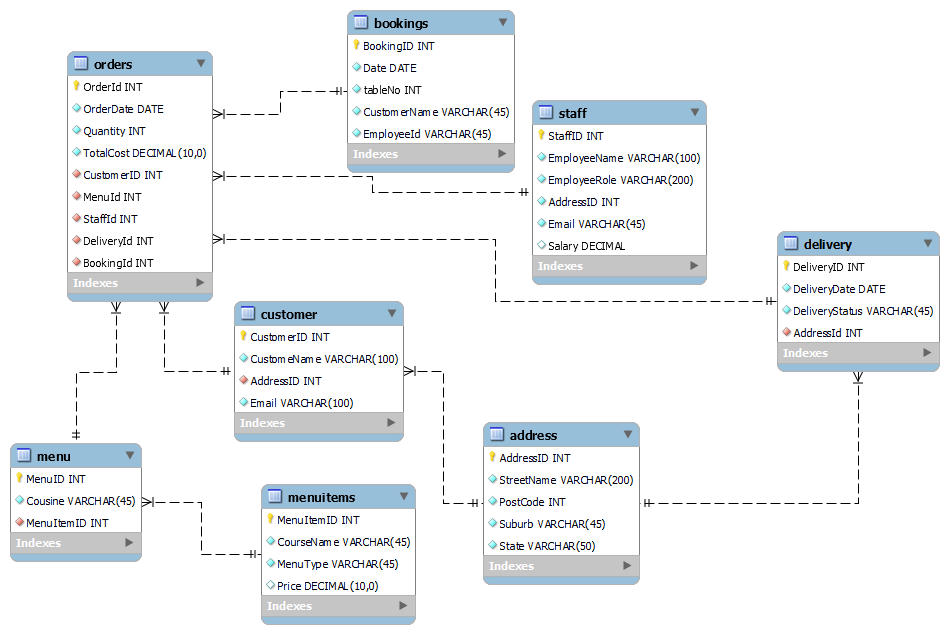 bookings
BookingID INT
Date DATE
tableNo INT
CustomerName VARCHAR(45)
EmployeeId VARCHAR(45)
Indexes
orders
OrderId INT
OrderDate DATE
Quantity INT
TotalCost DECIMAL(10,0)
CustomerID INT
MenuId INT
StaffId INT
DeliveryId INT
BookingId INT
Indexes
staff
StaffID INT
EmployeeName VARCHAR(100)
EmployeeRole VARCHAR(200)
AddressID INT
Email VARCHAR(45)
Salary DECIMAL
Indexes
delivery
DeliveryID INT
DeliveryDate DATE
DeliveryStatus VARCHAR(45)
AddressId INT
Indexes
customer
CustomerID INT
CustomeName VARCHAR(100)
AddressID INT
Email VARCHAR(100)
Indexes
address
AddressID INT
StreetName VARCHAR(200)
PostCode INT
Suburb VARCHAR(45)
State VARCHAR(50)
Indexes
menu
MenuID INT
Cousine VARCHAR(45)
MenuItemID INT
Indexes
menuitems
MenuItemID INT
CourseName VARCHAR(45)
MenuType VARCHAR(45)
Price DECIMAL(10,0)
Indexes